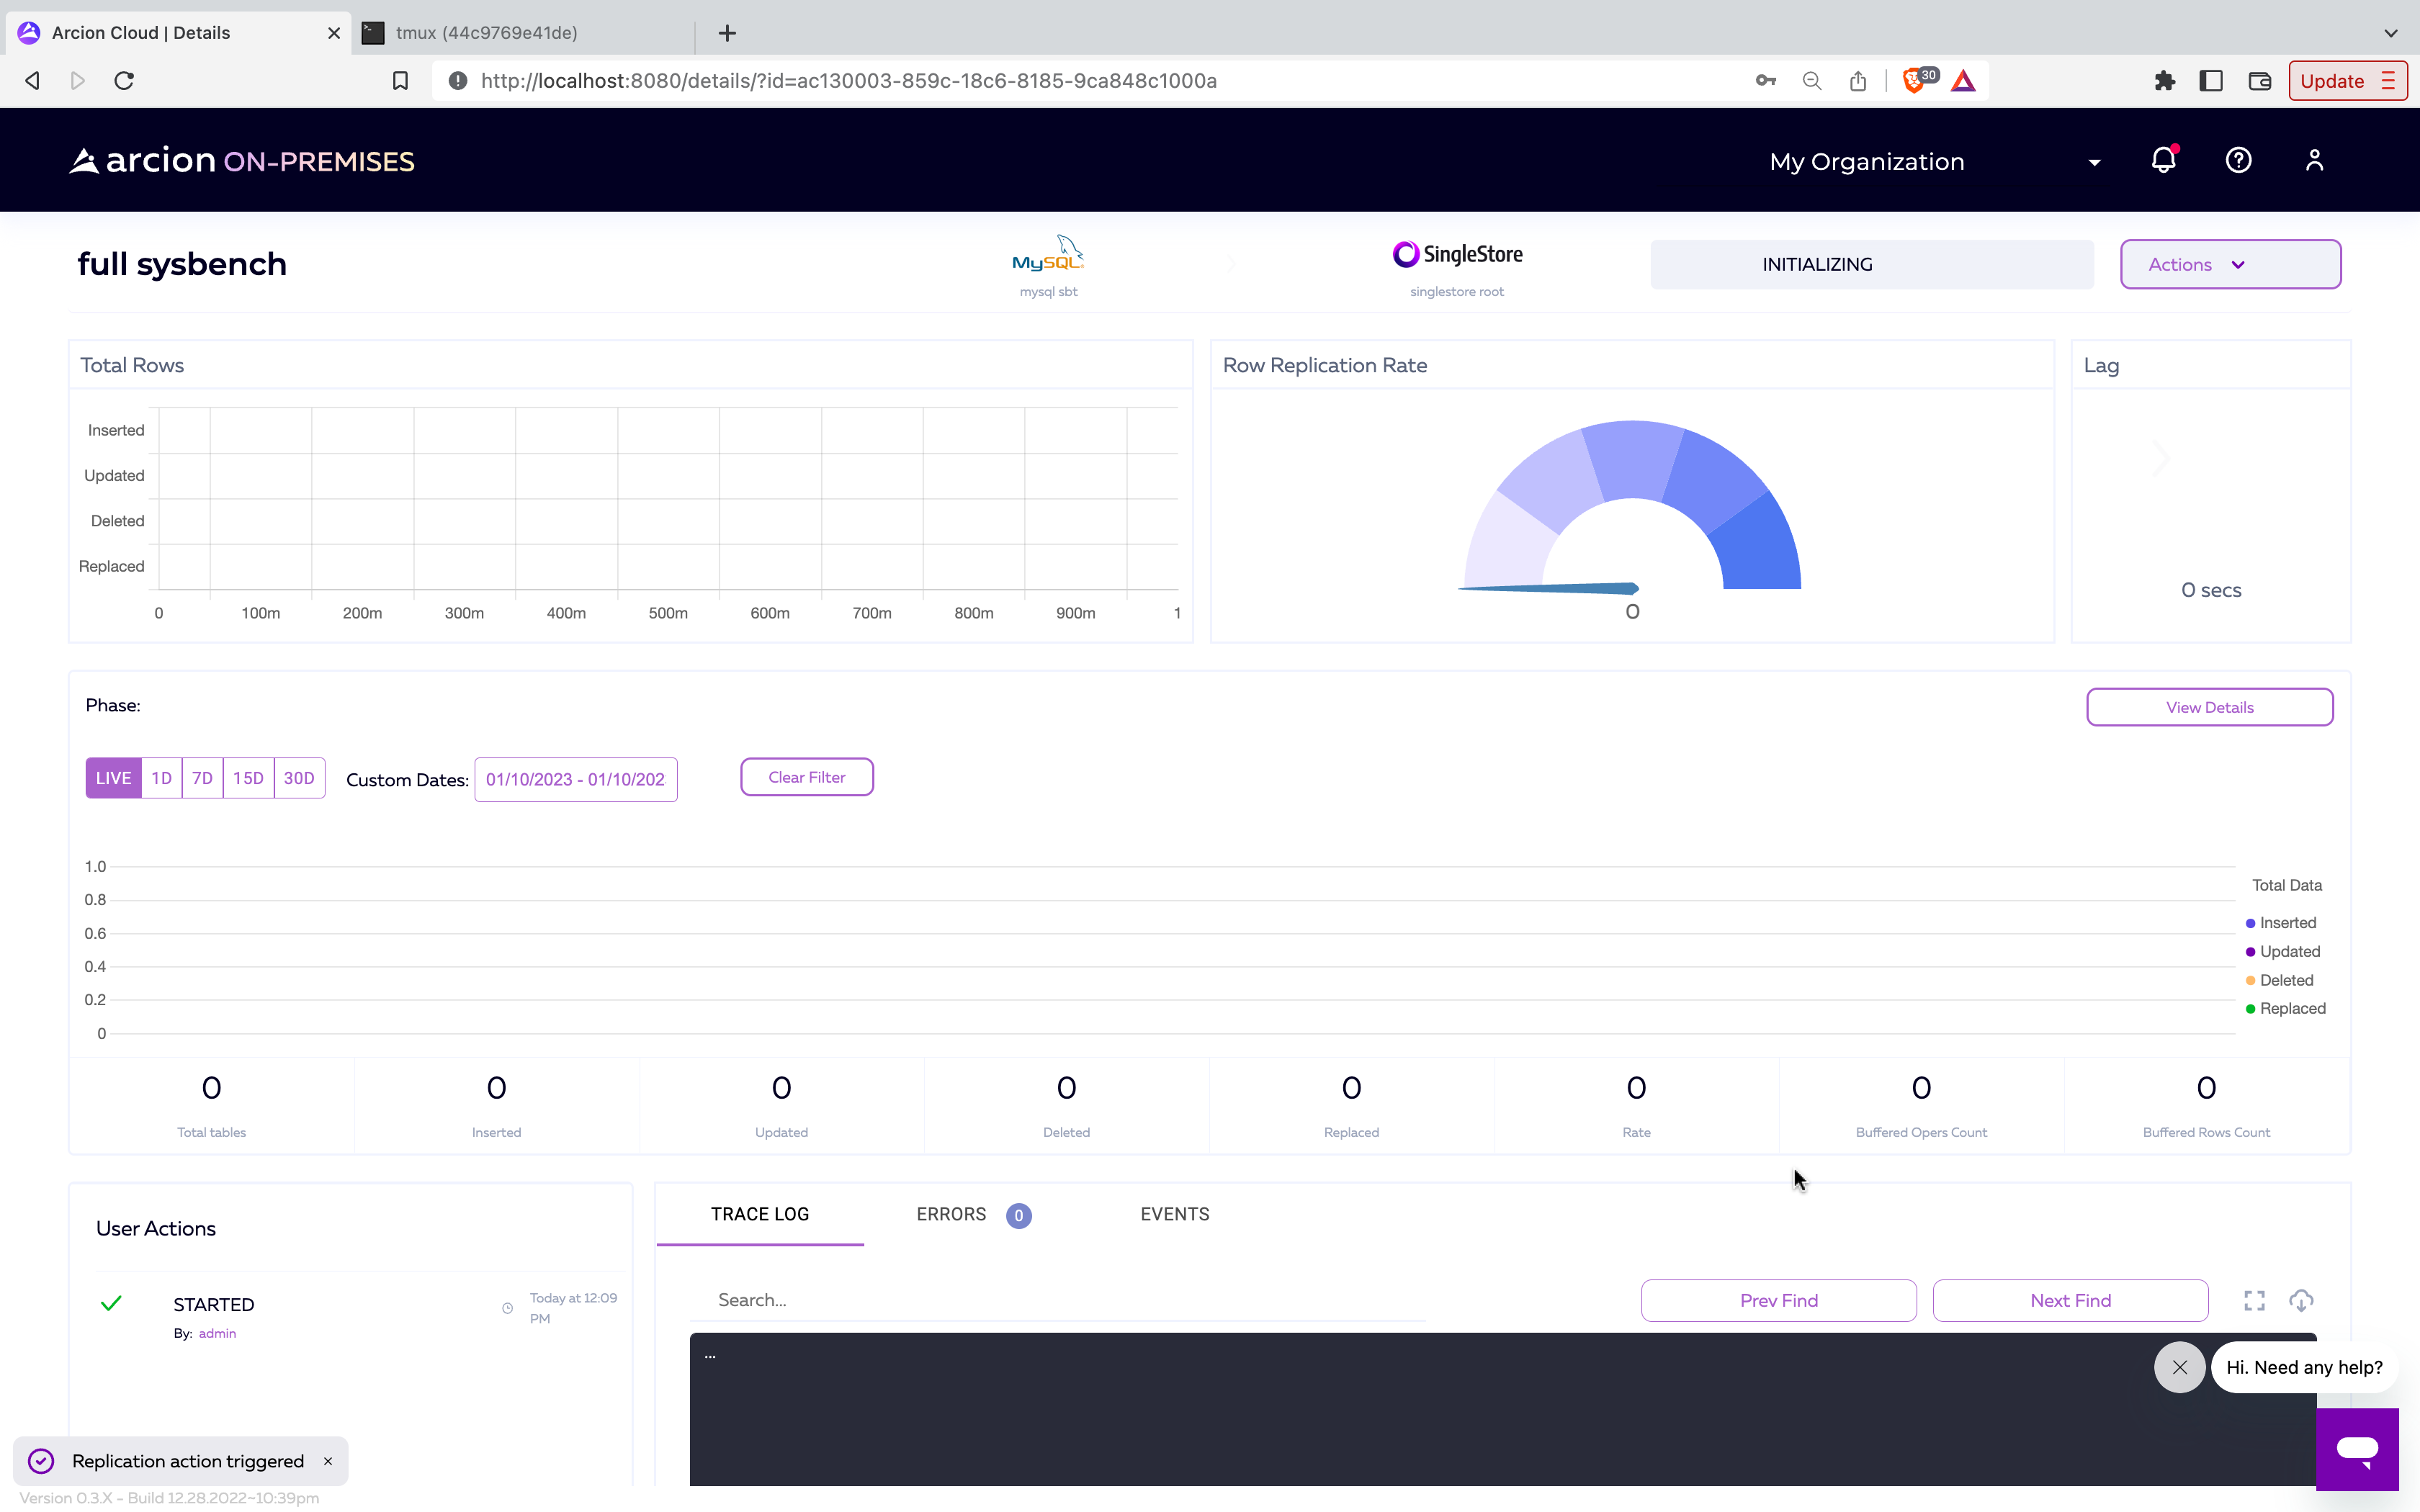 Arcion Cloud | Details
tmux (44c9769e41de)
http://localhost:8080/details/?id=ac130003-859c-18c6-8185-9ca848c1000a
30
Update
arcion ON-PREMISES
My Organization
full sysbench
MySQL
mysql sbt
SingleStore
singlestore root
INITIALIZING
Actions
Total Rows
Inserted
Updated
Deleted
Replaced
0 100m 200m 300m 400m 500m 600m 700m 800m 900m 1
Row Replication Rate
0
Lag
0 secs
Phase:
View Details
LIVE 1D 7D 15D 30D
Custom Dates: 01/10/2023 - 01/10/202
Clear Filter
1.0
0.8
0.6
0.4
0.2
0
Total Data
Inserted
Updated
Deleted
Replaced
0 0 0 0 0 0 0 0
Total tables Inserted Updated Deleted Replaced Rate Buffered Opers Count Buffered Rows Count
User Actions
STARTED
By: admin
Today at 12:09
PM
TRACE LOG
ERRORS 0
EVENTS
Search...
Prev Find
Next Find
...
Hi. Need any help?
Replication action triggered ×
Version 0.3.X - Build 12.28.2022~10:39pm